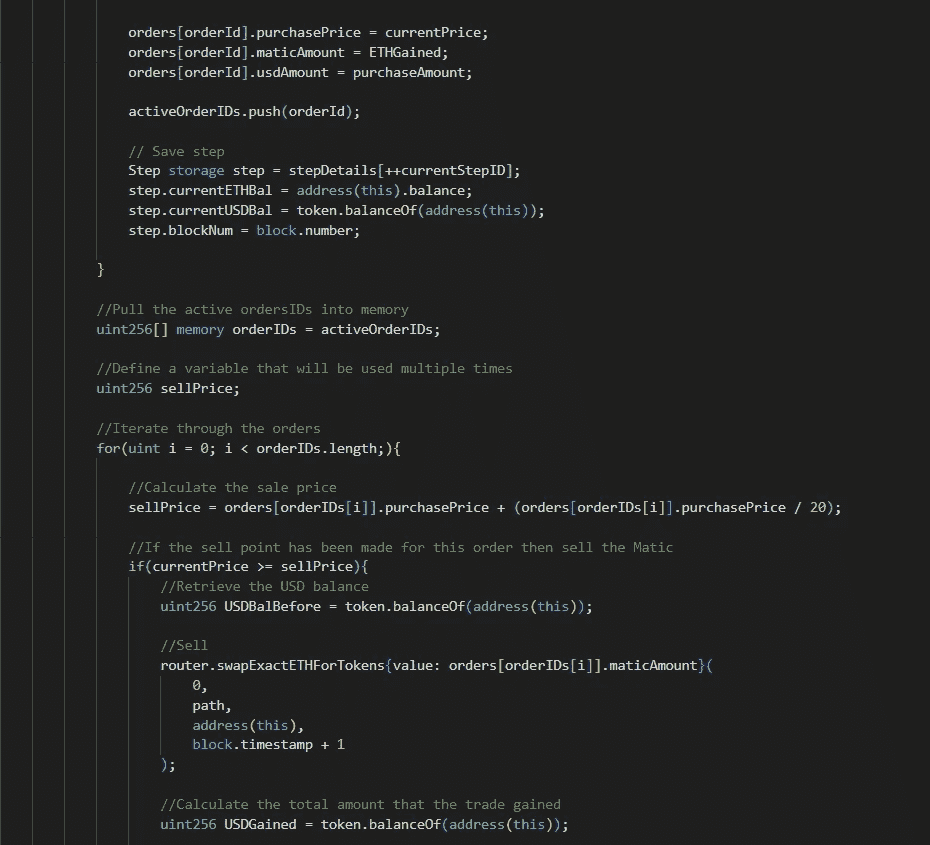 orders[orderId].purchasePrice = currentPrice;
orders[orderId].maticAmount = ETHGained;
orders[orderId].usdAmount = purchaseAmount;
activeOrderIDs.push(orderId);
// Save step
Step storage step = stepDetails[++currentStepID];
step.currentETHBal = address(this).balance;
step.currentUSDBal = token.balanceOf(address(this));
step.blockNum = block.number;
}
//Pull the active ordersIDs into memory
uint256[] memory orderIDs = activeOrderIDs;
//Define a variable that will be used multiple times
uint256 sellPrice;
//Iterate through the orders
for(uint i = 0; i < orderIDs.length;){
//Calculate the sale price
sellPrice = orders[orderIDs[i]].purchasePrice + (orders[orderIDs[i]].purchasePrice / 20);
//If the sell point has been made for this order then sell the Matic
if(currentPrice >= sellPrice){
//Retrieve the USD balance
uint256 USDBalBefore = token.balanceOf(address(this));
//Sell
router.swapExactETHForTokens{value: orders[orderIDs[i]].maticAmount}(
0,
path,
address(this),
block.timestamp + 1
);
//Calculate the total amount that the trade gained
uint256 USDGained = token.balanceOf(address(this));